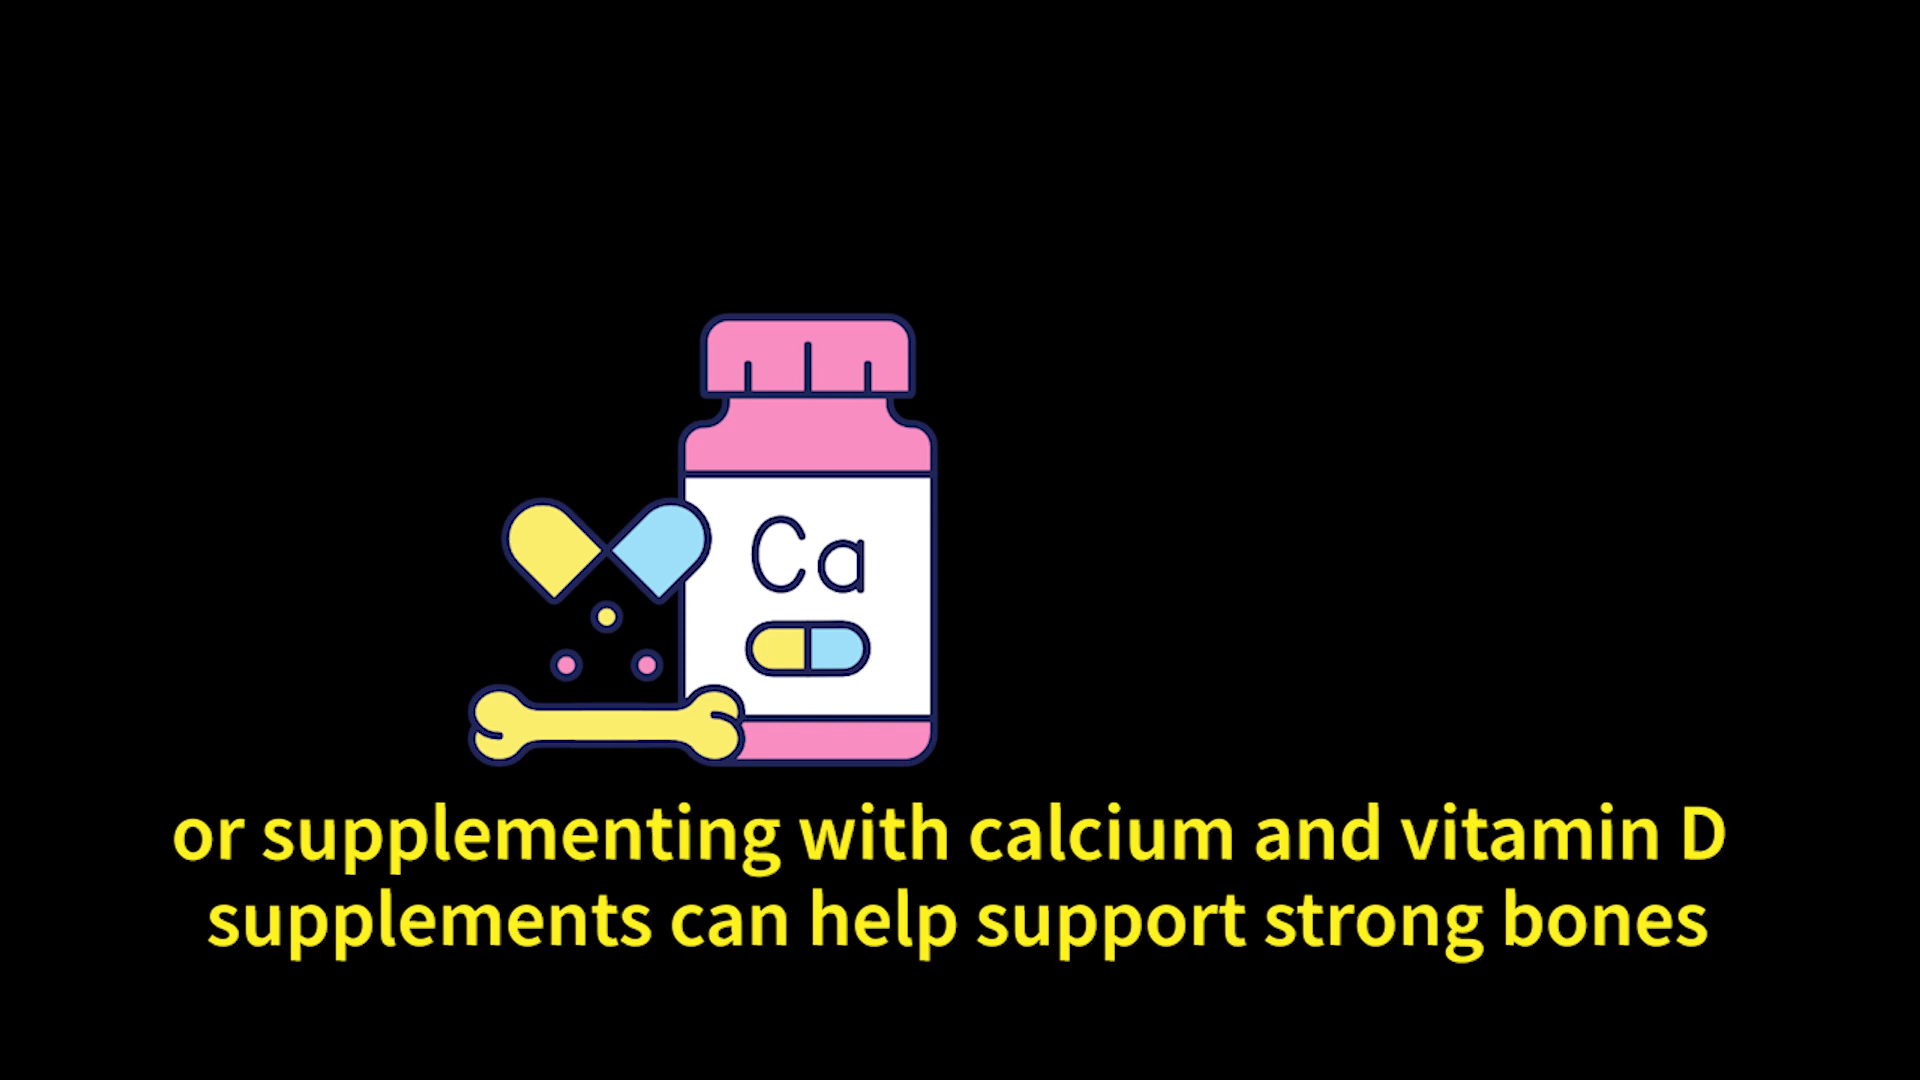 Ca
or supplementing with calcium and vitamin D
supplements can help support strong bones